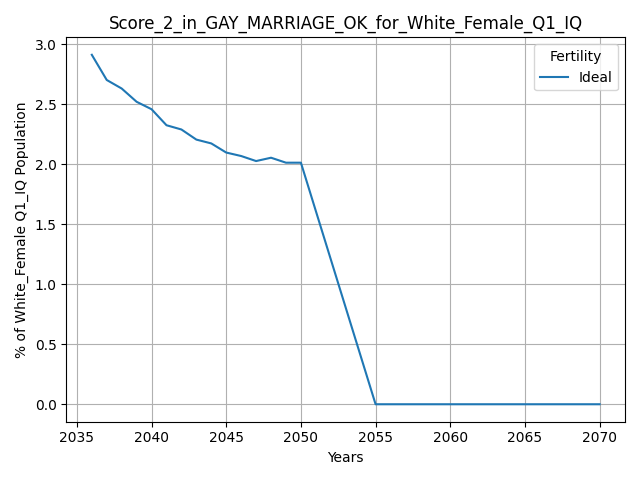 Score_2_in_GAY_MARRIAGE_OK_for_White_Female_Q1_IQ
Fertility
Ideal
% of White_Female Q1_IQ Population
3.0
2.5
2.0
1.5
1.0
0.5
0.0
2035 2040 2045 2050 2055 2060 2065 2070
Years